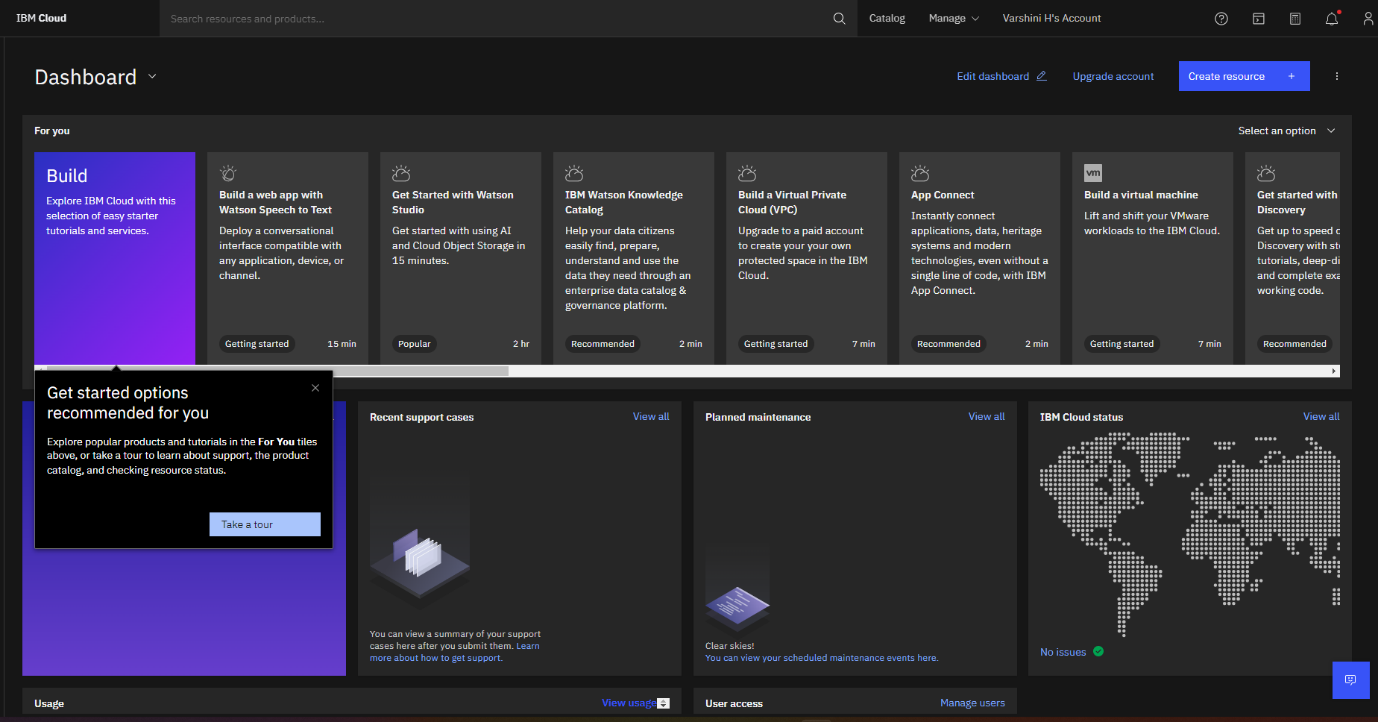 IBM Cloud
Search resources and products...
Catalog
Manage
Varshini H's Account
Dashboard
Edit dashboard
Upgrade account
Create resource +
For you
Select an option
Build
Explore IBM Cloud with this
selection of easy starter
tutorials and services.
Build a web app with
Watson Speech to Text
Deploy a conversational
interface compatible with
any application, device, or
channel.
Getting started
15 min
Get Started with Watson
Studio
Get started with using AI
and Cloud Object Storage in
15 minutes.
Popular
2 hr
IBM Watson Knowledge
Catalog
Help your data citizens
easily find, prepare,
understand and use the
data they need through an
enterprise data catalog &
governance platform.
Recommended
2 min
Build a Virtual Private
Cloud (VPC)
Upgrade to a paid account
to create your your own
protected space in the IBM
Cloud.
Getting started
7 min
App Connect
Instantly connect
applications, data, heritage
systems and modern
technologies, even without a
single line of code, with IBM
App Connect.
Recommended
2 min
vm
Build a virtual machine
Lift and shift your VMware
workloads to the IBM Cloud.
Getting started
7 min
Get started with
Discovery
Get up to speed
Discovery with
tutorials,
and complete
working code.
Recommended
Get started options
recommended for you
Explore popular products and tutorials in the For You tiles
above, or take a tour to learn about support, the product
catalog, and checking resource status.
Take a tour
Recent support cases
View all
You can view a summary of your support
cases here after you submit them. Learn
more about how to get support.
Planned maintenance
View all
Clear skies!
You can view your scheduled maintenance events here.
IBM Cloud status
View all
No issues
Usage
View usage
User access
Manage users